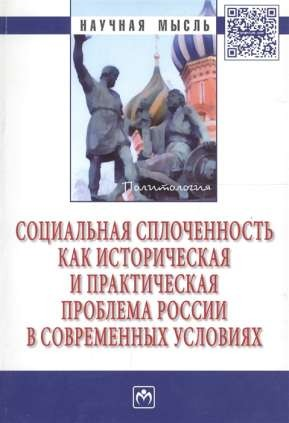 НАУЧНАЯ МЫСЛЬ
Политология
СОЦИАЛЬНАЯ СПЛОЧЕННОСТЬ
КАК ИСТОРИЧЕСКАЯ
И ПРАКТИЧЕСКАЯ
ПРОБЛЕМА РОССИИ
В СОВРЕМЕННЫХ УСЛОВИЯХ